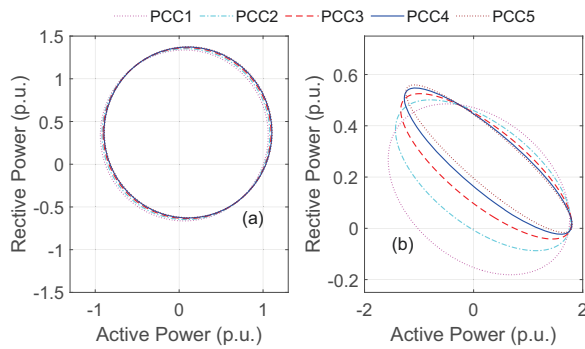 PCC1 PCC2 PCC3 PCC4 PCC5
Rective Power (p.u.)
1.5
1
0.5
0
-0.5
-1
-1.5
(a)
-1 0 1
Active Power (p.u.)
Rective Power (p.u.)
0.6
0.4
0.2
0
-0.2
(b)
-2 0 2
Active Power (p.u.)